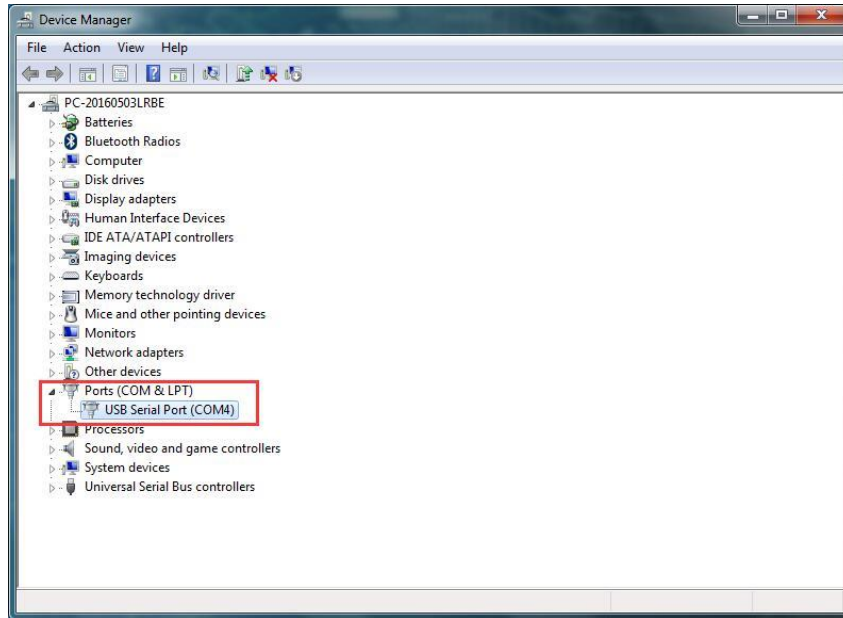 Device Manager
File Action View Help
PC-20160503LRBE
Batteries
Bluetooth Radios
Computer
Disk drives
Display adapters
Human Interface Devices
IDE ATA/ATAPI controllers
Imaging devices
Keyboards
Memory technology driver
Mice and other pointing devices
Monitors
Network adapters
Other devices
Ports (COM & LPT)
USB Serial Port (COM4)
Processors
Sound, video and game controllers
System devices
Universal Serial Bus controllers